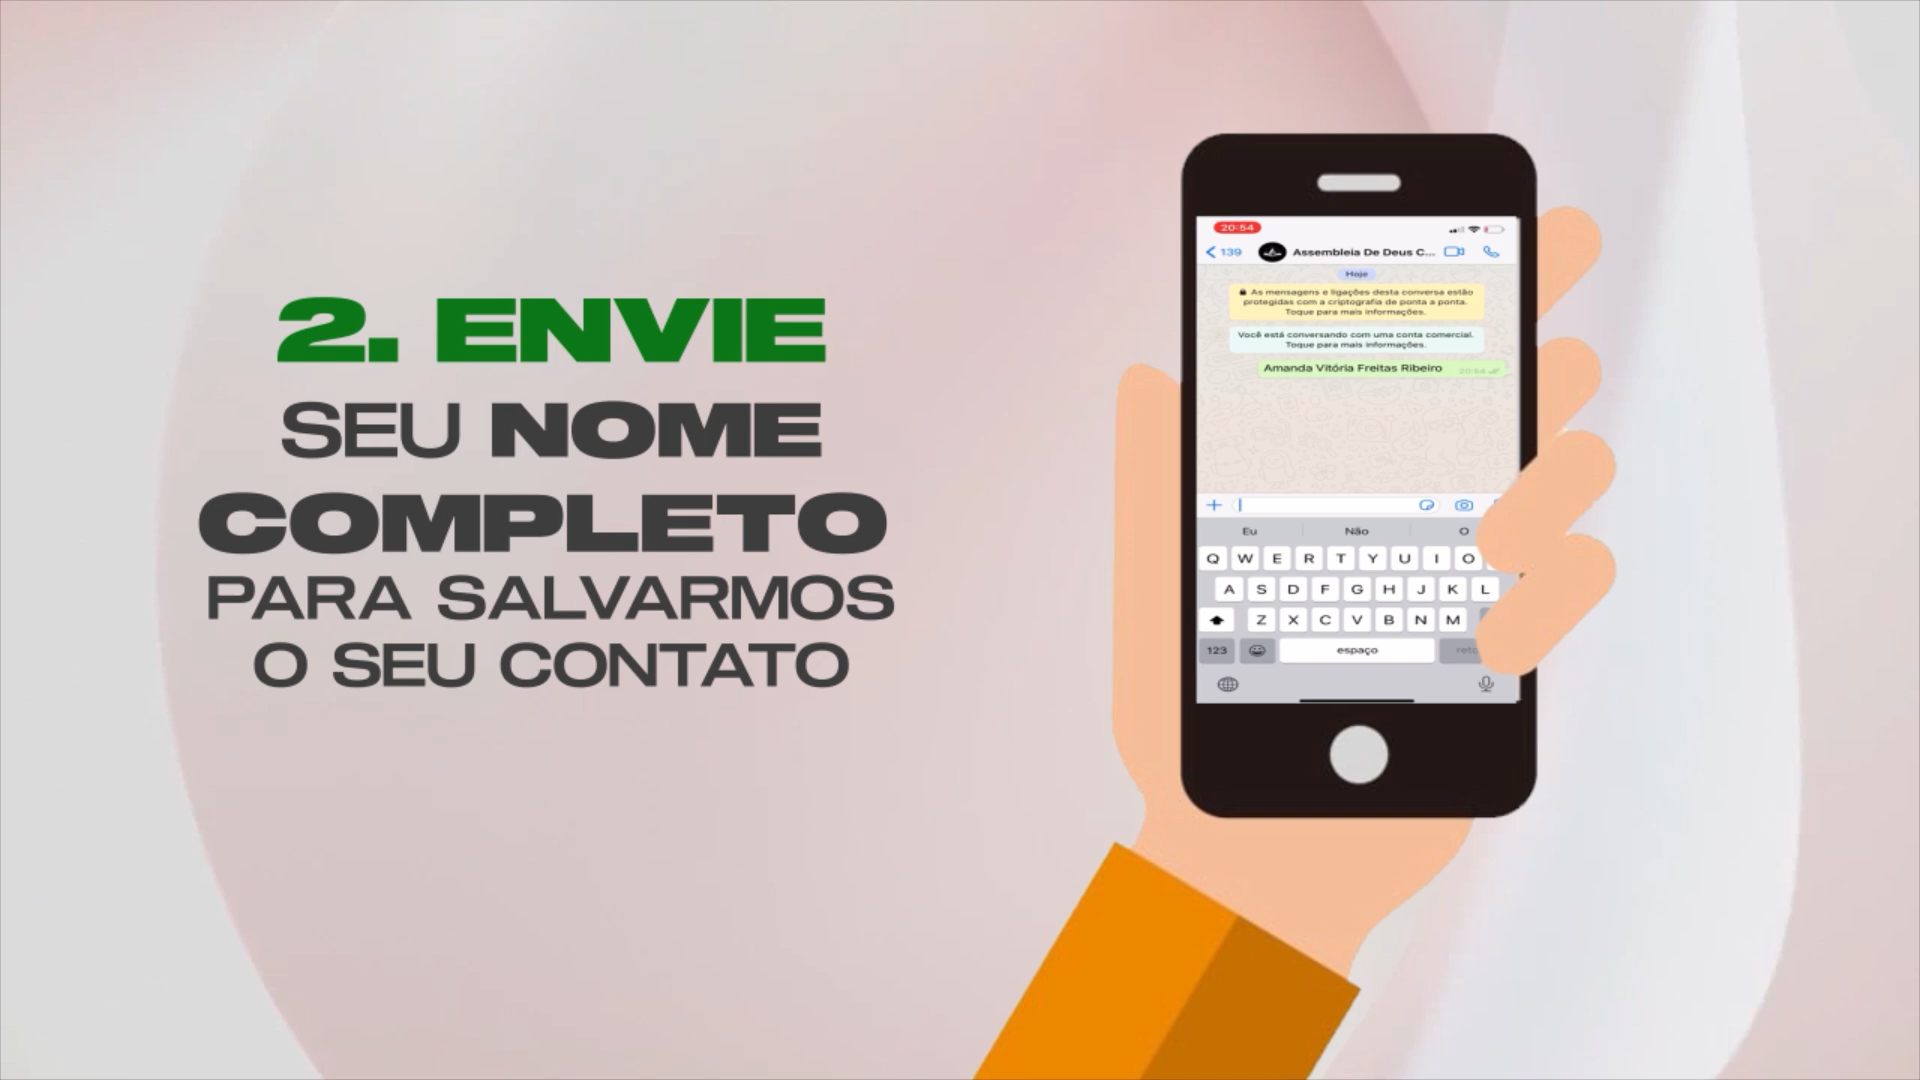 2. ENVIE
SEU NOME
COMPLETO
PARA SALVARMOS
O SEU CONTATO
20:54
139
Assembleia De Deus C...
Hoje
As mensagens e ligações desta conversa estão
protegidas com a criptografia de ponta a ponta.
Toque para mais informações.
Você está conversando com uma conta comercial.
Toque para mais informações.
Amanda Vitória Freitas Ribeiro 20:54
Eu Não O
Q W E R T Y U I O
A S D F G H J K L
Z X C V B N M
123 espaço reto